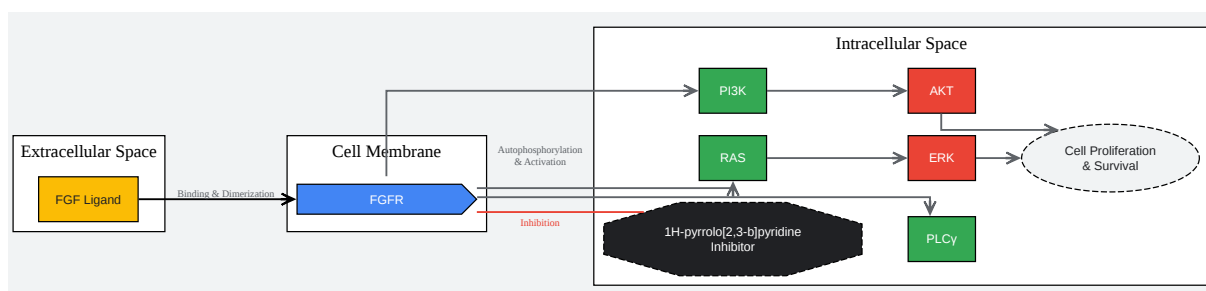 Intracellular Space
PI3K
AKT
Extracellular Space
Cell Membrane
Autophosphorylation
& Activation
RAS
ERK
Cell Proliferation
& Survival
FGF Ligand
Binding & Dimerization
FGFR
Inhibition
1H-pyrrolo[2,3-b]pyridine
Inhibitor
PLCγ